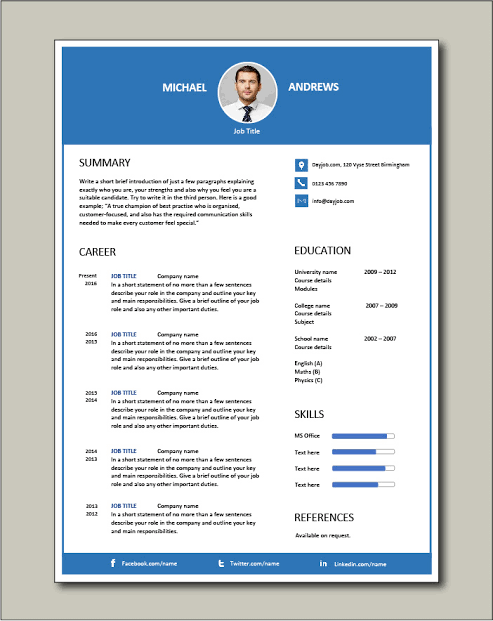 MICHAEL ANDREWS
Job Title
SUMMARY
Write a short brief introduction of just a few paragraphs explaining
exactly who you are, your strengths and also why you feel you are a
suitable candidate. Try to write it in the third person. Here is a good
example; "A true champion of best practise who is organised,
customer-focused, and also has the required communication skills
needed to make every customer feel special."
Dayjob.com, 120 Vyse Street Birmingham
0123 456 7890
info@dayjob.com
CAREER
Present JOB TITLE Company name
2016 In a short statement of no more than a few sentences
describe your role in the company and outline your key
and main responsibilities. Give a brief outline of your job
role and also any other important duties.
2016 JOB TITLE Company name
2015 In a short statement of no more than a few sentences
describe your role in the company and outline your key
and main responsibilities. Give a brief outline of your job
role and also any other important duties.
2015 JOB TITLE Company name
2014 In a short statement of no more than a few sentences
describe your role in the company and outline your key
and main responsibilities. Give a brief outline of your job
role and also any other important duties.
2014 JOB TITLE Company name
2013 In a short statement of no more than a few sentences
describe your role in the company and outline your key
and main responsibilities. Give a brief outline of your job
role and also any other important duties.
2013 JOB TITLE Company name
2012 In a short statement of no more than a few sentences
describe your role in the company and outline your key
and main responsibilities.
EDUCATION
University name 2009 – 2012
Course details
Modules
College name 2007 – 2009
Course details
Subject
School name 2002 – 2007
Course details
English (A)
Maths (B)
Physics (C)
SKILLS
MS Office
Text here
Text here
Text here
REFERENCES
Available on request.
f Facebook.com/name
Twitter.com/name
in Linkedin.com/name